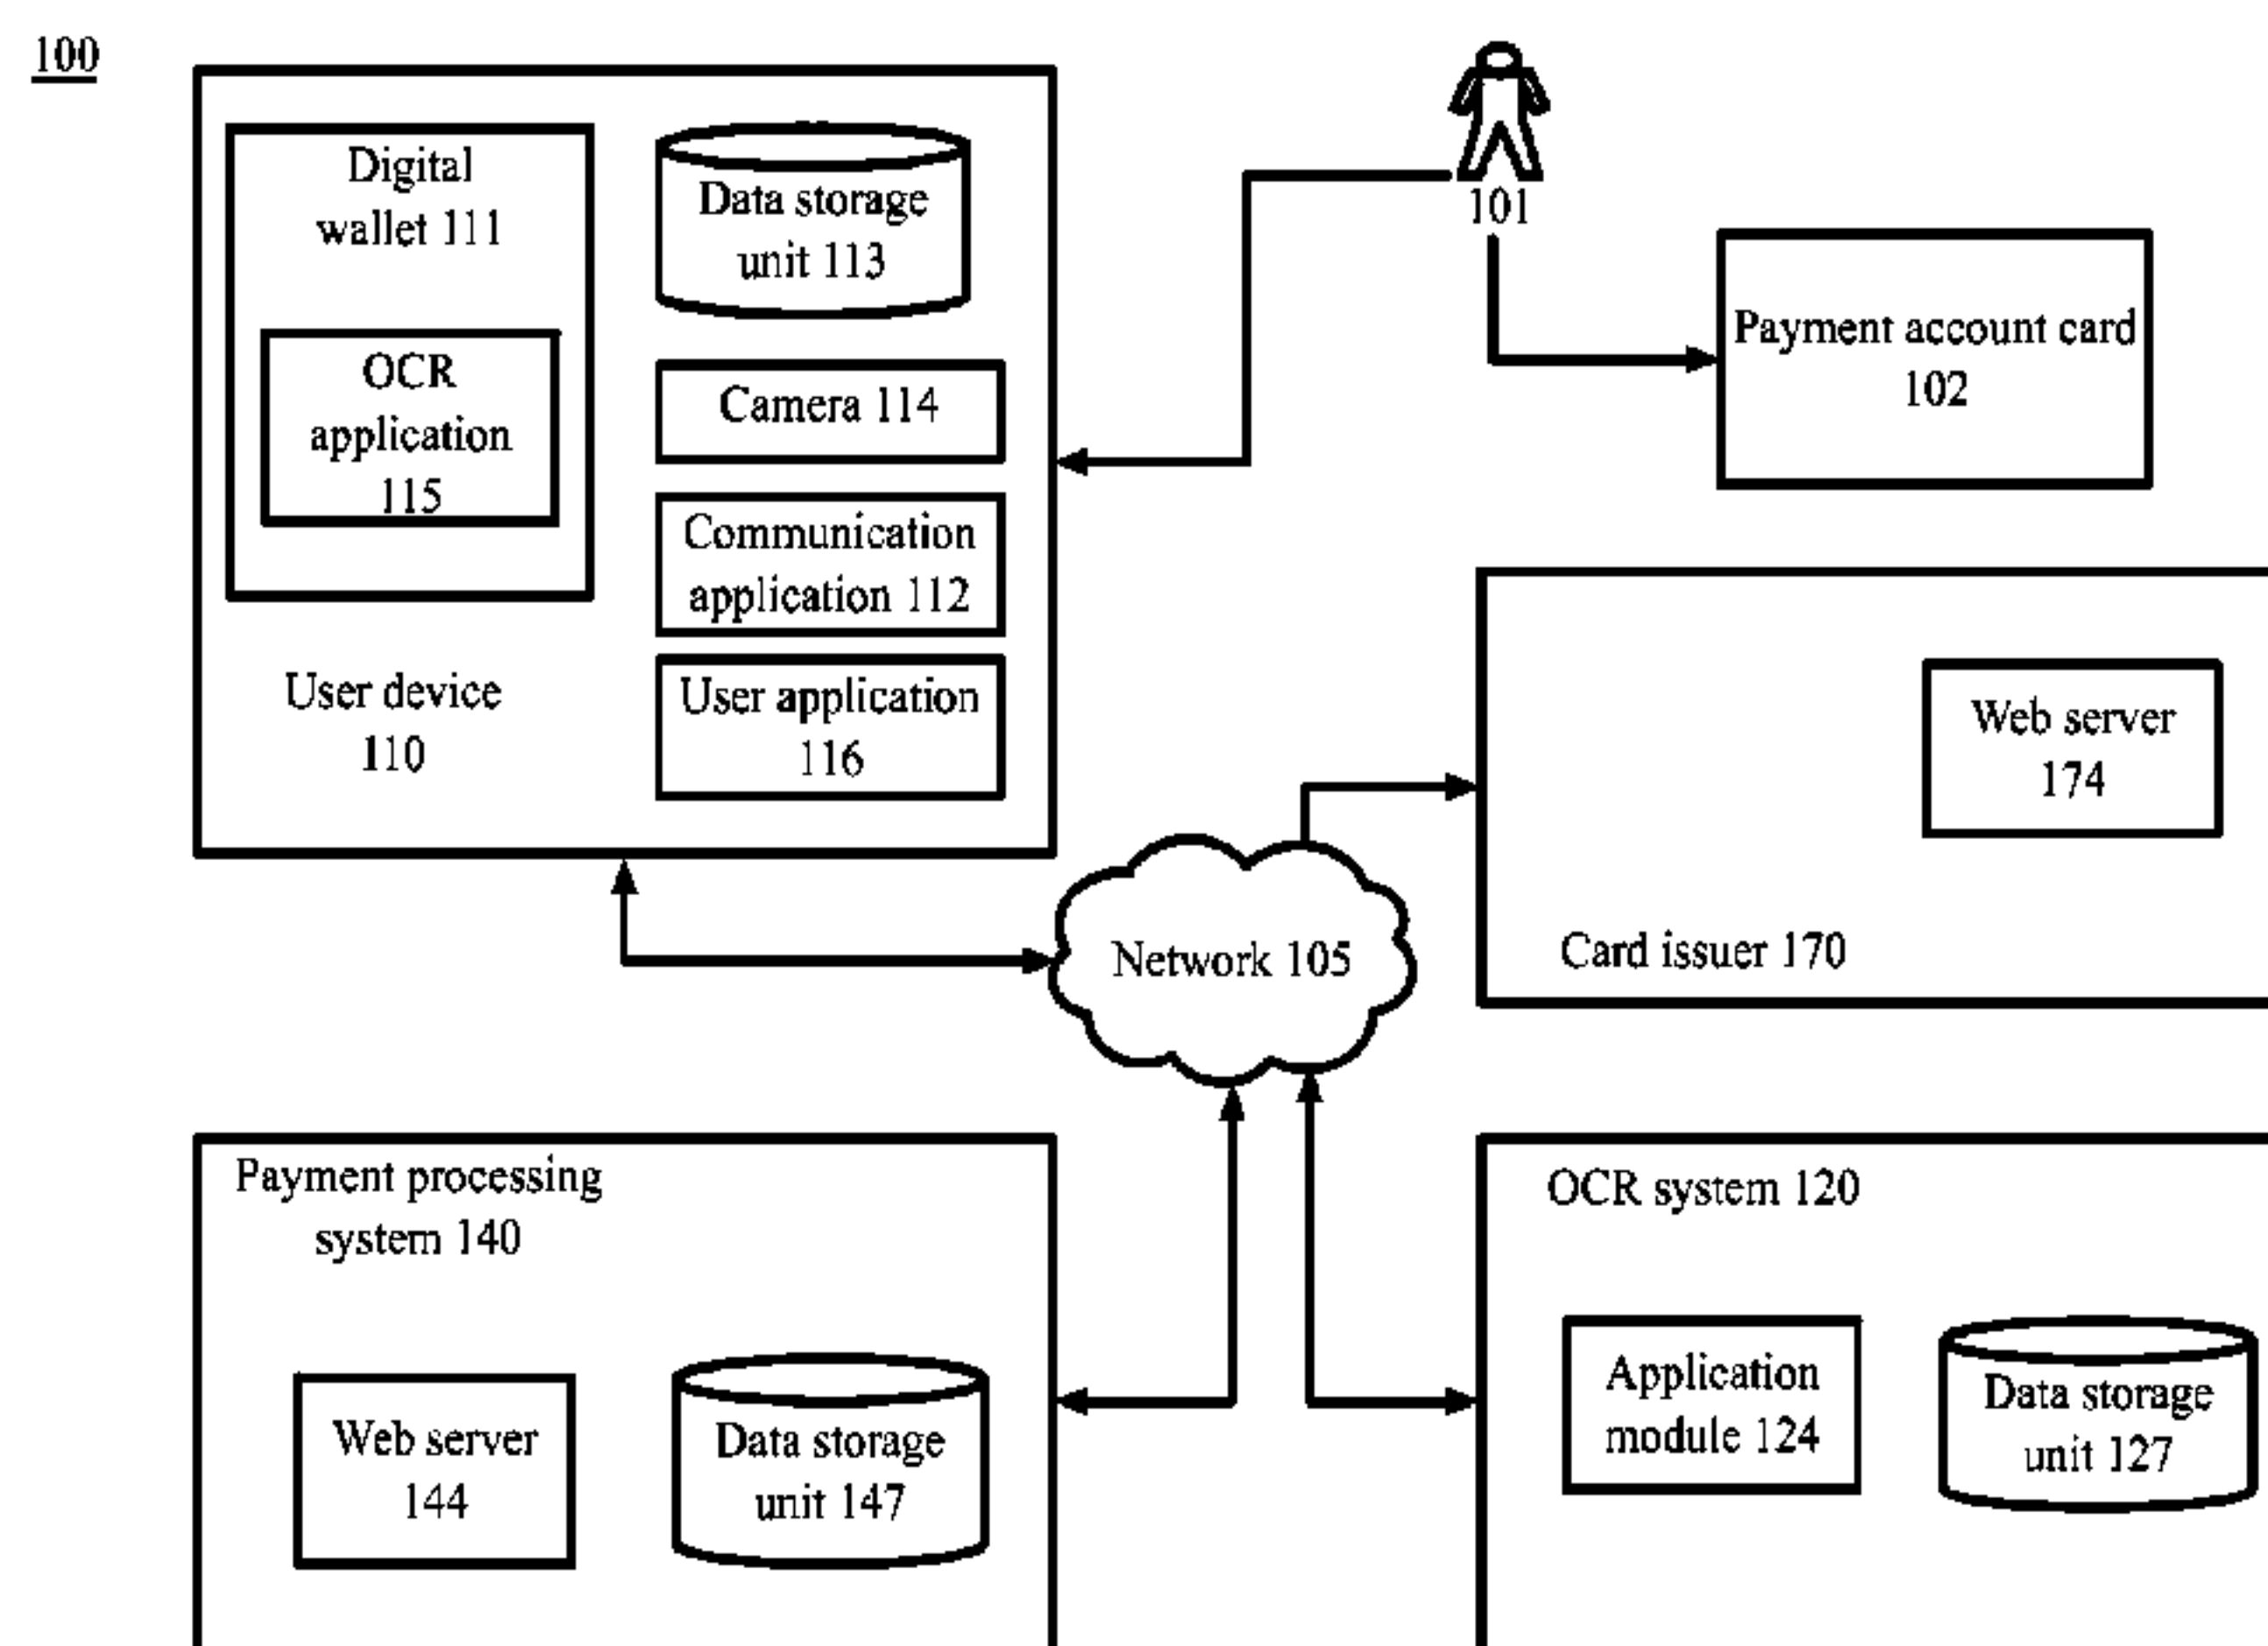 100
Digital
wallet 111
OCR
application
115
User device
110
Data storage
unit 113
Camera 114
Communication
application 112
User application
116
101
Payment account card
102
Web server
174
Card issuer 170
Network 105
Payment processing
system 140
Web server
144
Data storage
unit 147
OCR system 120
Application
module 124
Data storage
unit 127